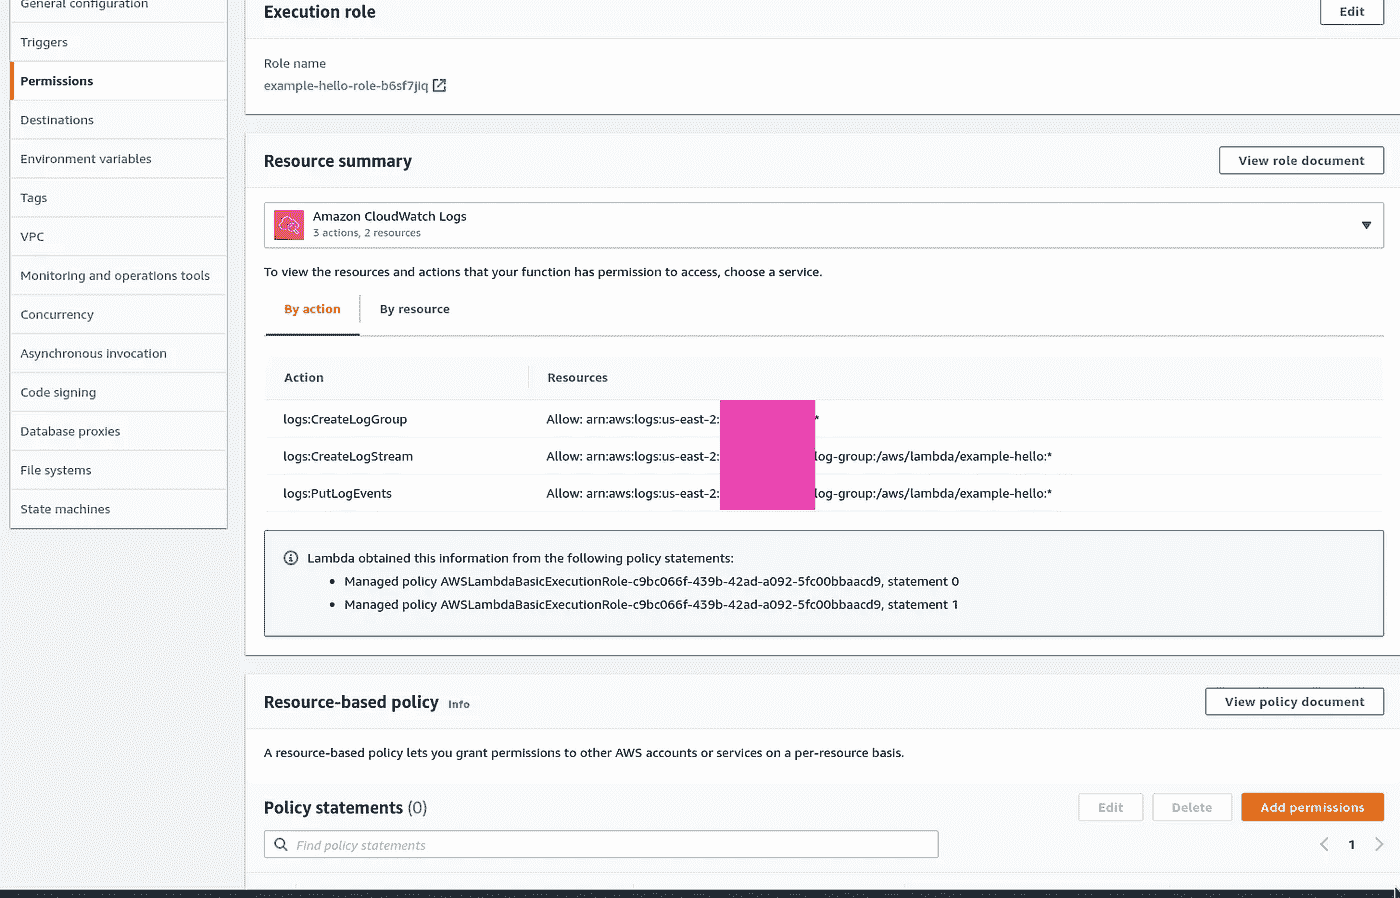 General configuration
Triggers
Permissions
Destinations
Environment variables
Tags
VPC
Monitoring and operations tools
Concurrency
Asynchronous invocation
Code signing
Database proxies
File systems
State machines
Execution role
Edit
Role name
example-hello-role-b6sf7jlq
Resource summary
View role document
Amazon CloudWatch Logs
3 actions, 2 resources
To view the resources and actions that your function has permission to access, choose a service.
By action By resource
Action Resources
logs:CreateLogGroup Allow: arn:aws:logs:us-east-2: *
logs:CreateLogStream Allow: arn:aws:logs:us-east-2: log-group:/aws/lambda/example-hello:*
logs:PutLogEvents Allow: arn:aws:logs:us-east-2: log-group:/aws/lambda/example-hello:*
Lambda obtained this information from the following policy statements:
• Managed policy AWSLambdaBasicExecutionRole-c9bc066f-439b-42ad-a092-5fc00bbaacd9, statement 0
• Managed policy AWSLambdaBasicExecutionRole-c9bc066f-439b-42ad-a092-5fc00bbaacd9, statement 1
Resource-based policy Info
View policy document
A resource-based policy lets you grant permissions to other AWS accounts or services on a per-resource basis.
Policy statements (0)
Edit Delete Add permissions
Find policy statements
1